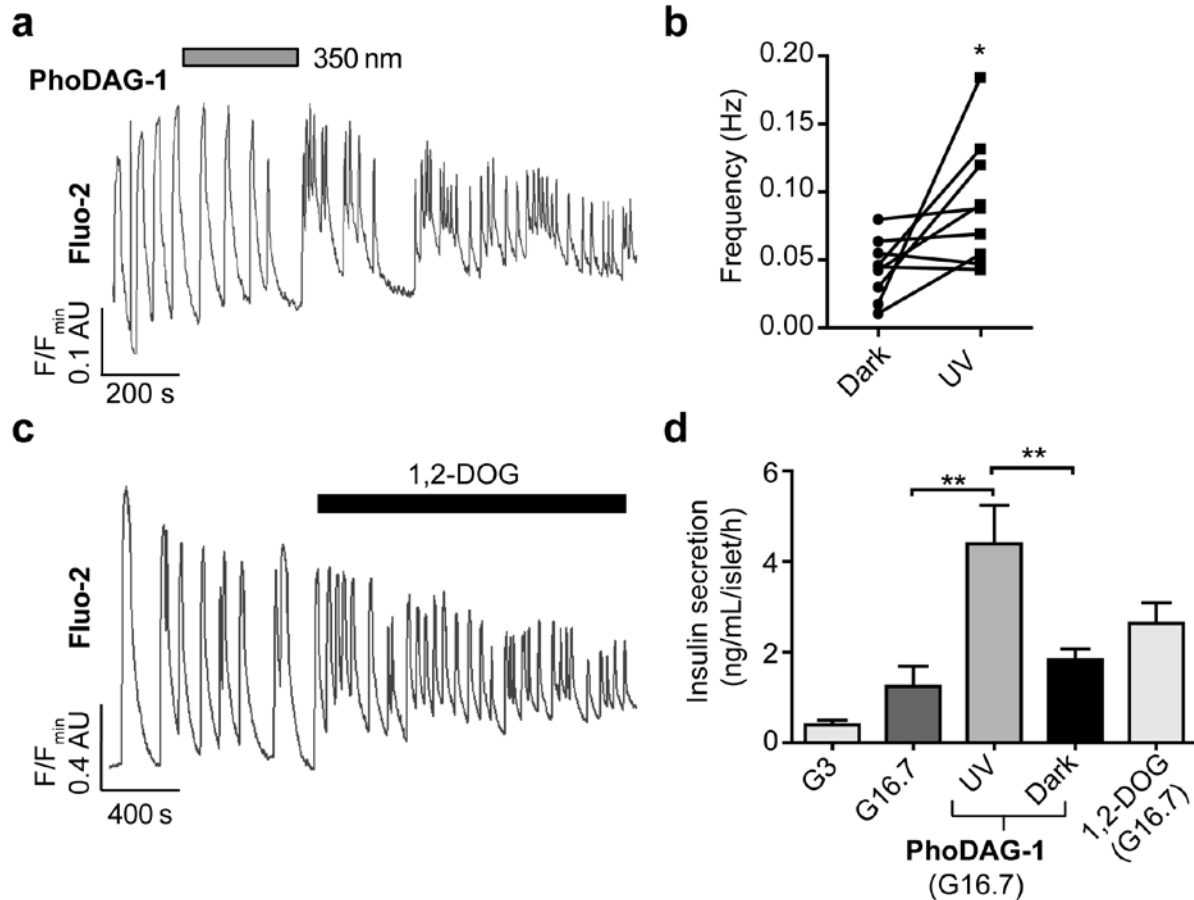 a
350 nm
PhoDAG-1
Fluo-2
F/Fmin
0.1 AU
200 s
b
*
0.20
0.15
0.10
0.05
0.00
Frequency (Hz)
Dark
UV
c
1,2-DOG
Fluo-2
F/Fmin
0.4 AU
400 s
d
**
**
6
4
2
0
Insulin secretion
(ng/mL/islet/h)
G3
G16.7
UV
Dark
1,2-DOG
(G16.7)
PhoDAG-1
(G16.7)